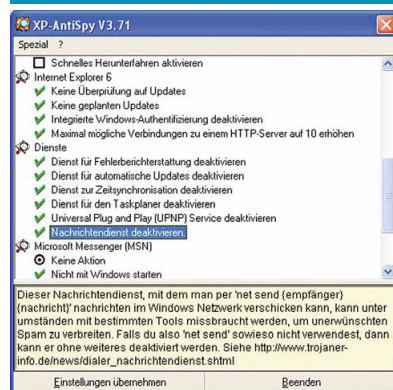 XP-AntiSpy V3.71
Spezial ?
Schnelles Herunterfahren aktivieren
Internet Explorer 6
Keine Überprüfung auf Updates
Keine geplanten Updates
Integrierte Windows-Authentifizierung deaktivieren
Maximal mögliche Verbindungen zu einem HTTP-Server auf 10 erhöhen
Dienste
Dienst für Fehlerberichterstattung deaktivieren
Dienst für automatische Updates deaktivieren
Dienst zur Zeitsynchronisation deaktivieren
Dienst für den Taskplaner deaktivieren
Universal Plug and Play (UPNP) Service deaktivieren
Nachrichtendienst deaktivieren.
Microsoft Messenger (MSN)
Keine Aktion
Nicht mit Windows starten
Dieser Nachrichtendienst, mit dem man per 'net send {empfänger}
{nachricht}' nachrichten im Windows Netzwerk verschicken kann, kann unter
umständen mit bestimmten Tools missbraucht werden, um unerwünschten
Spam zu verbreiten. Falls du also 'net send' sowieso nicht verwendest, dann
kann er ohne weiteres deaktiviert werden. Siehe http://www.trojaner-
info.de/news/dialer_nachrichtendienst.shtml
Einstellungen übernehmen Beenden